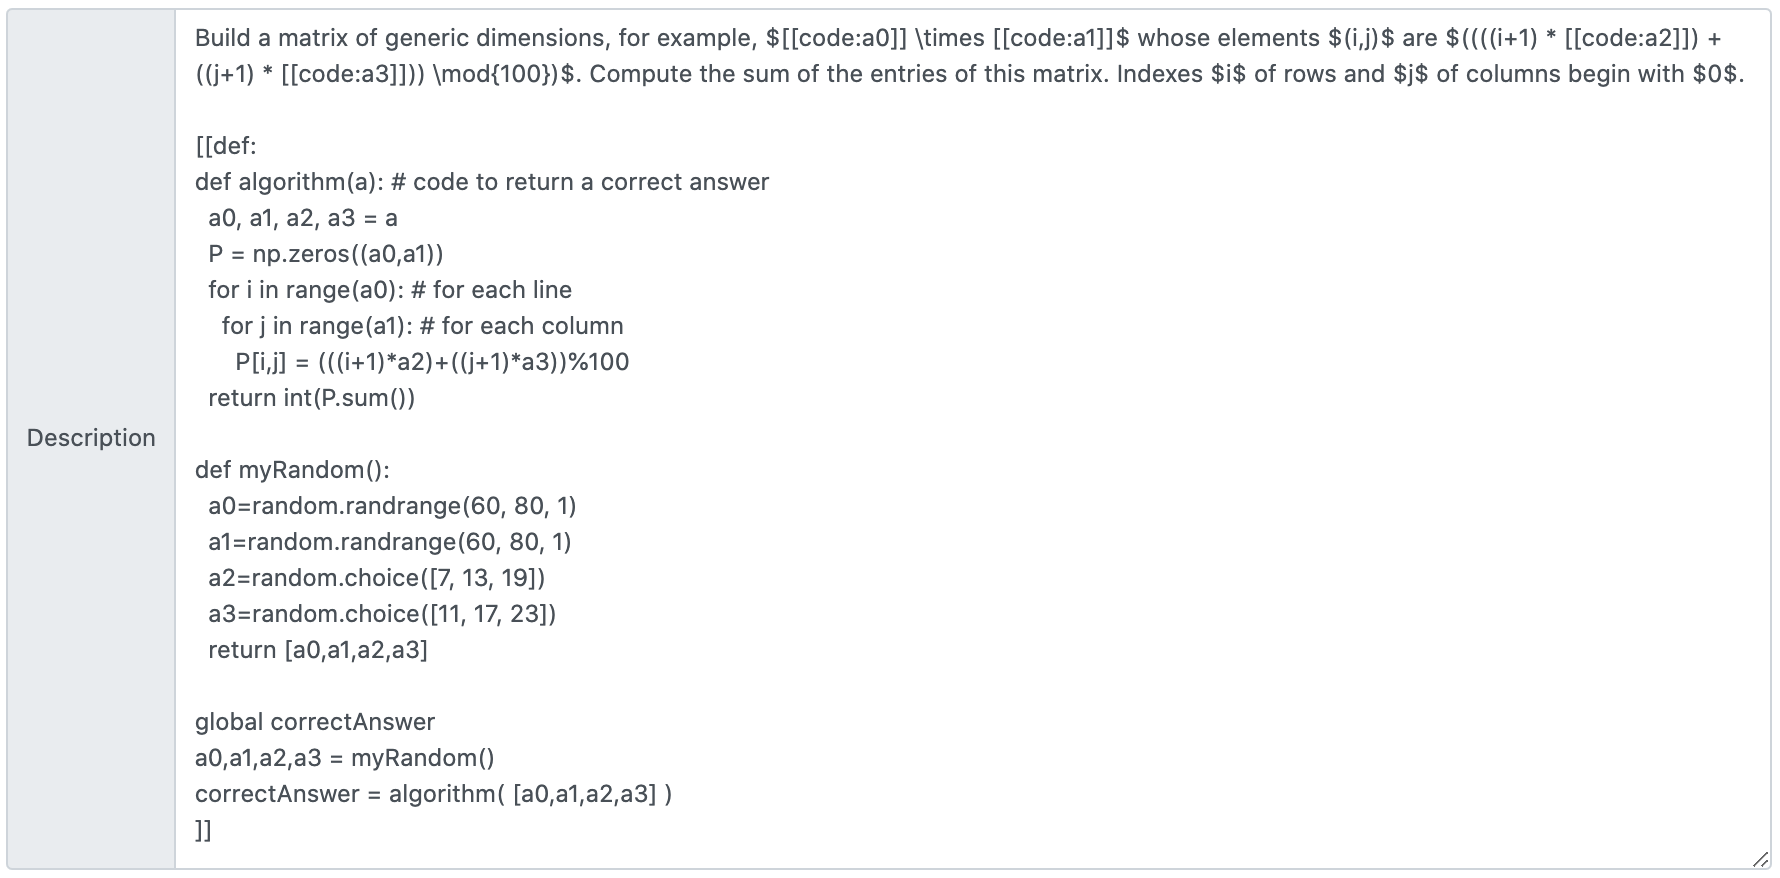 Build a matrix of generic dimensions, for example, $[[code:a0]] \times [[code:a1]]$ whose elements $(i,j)$ are $((((i+1) * [[code:a2]]) +
((j+1) * [[code:a3]])) \mod{100})$. Compute the sum of the entries of this matrix. Indexes $i$ of rows and $j$ of columns begin with $0$.
[[def:
def algorithm(a): # code to return a correct answer
a0, a1, a2, a3 = a
P = np.zeros((a0,a1))
for i in range(a0): # for each line
for j in range(a1): # for each column
P[i,j] = (((i+1)*a2)+((j+1)*a3))%100
return int(P.sum())
Description
def myRandom():
a0=random.randrange(60, 80, 1)
a1=random.randrange(60, 80, 1)
a2=random.choice([7, 13, 19])
a3=random.choice([11, 17, 23])
return [a0,a1,a2,a3]
global correctAnswer
a0,a1,a2,a3 = myRandom()
correctAnswer = algorithm( [a0,a1,a2,a3] )
]]